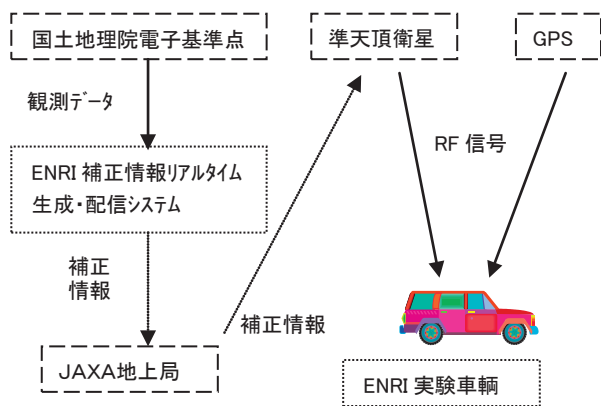 国土地理院電子基準点
準天頂衛星
GPS
観測ﾃﾞｰﾀ
RF 信号
ENRI 補正情報ﾘｱﾙﾀｲﾑ
生成・配信ｼｽﾃﾑ
補正
情報
補正情報
JAXA地上局
ENRI 実験車輌